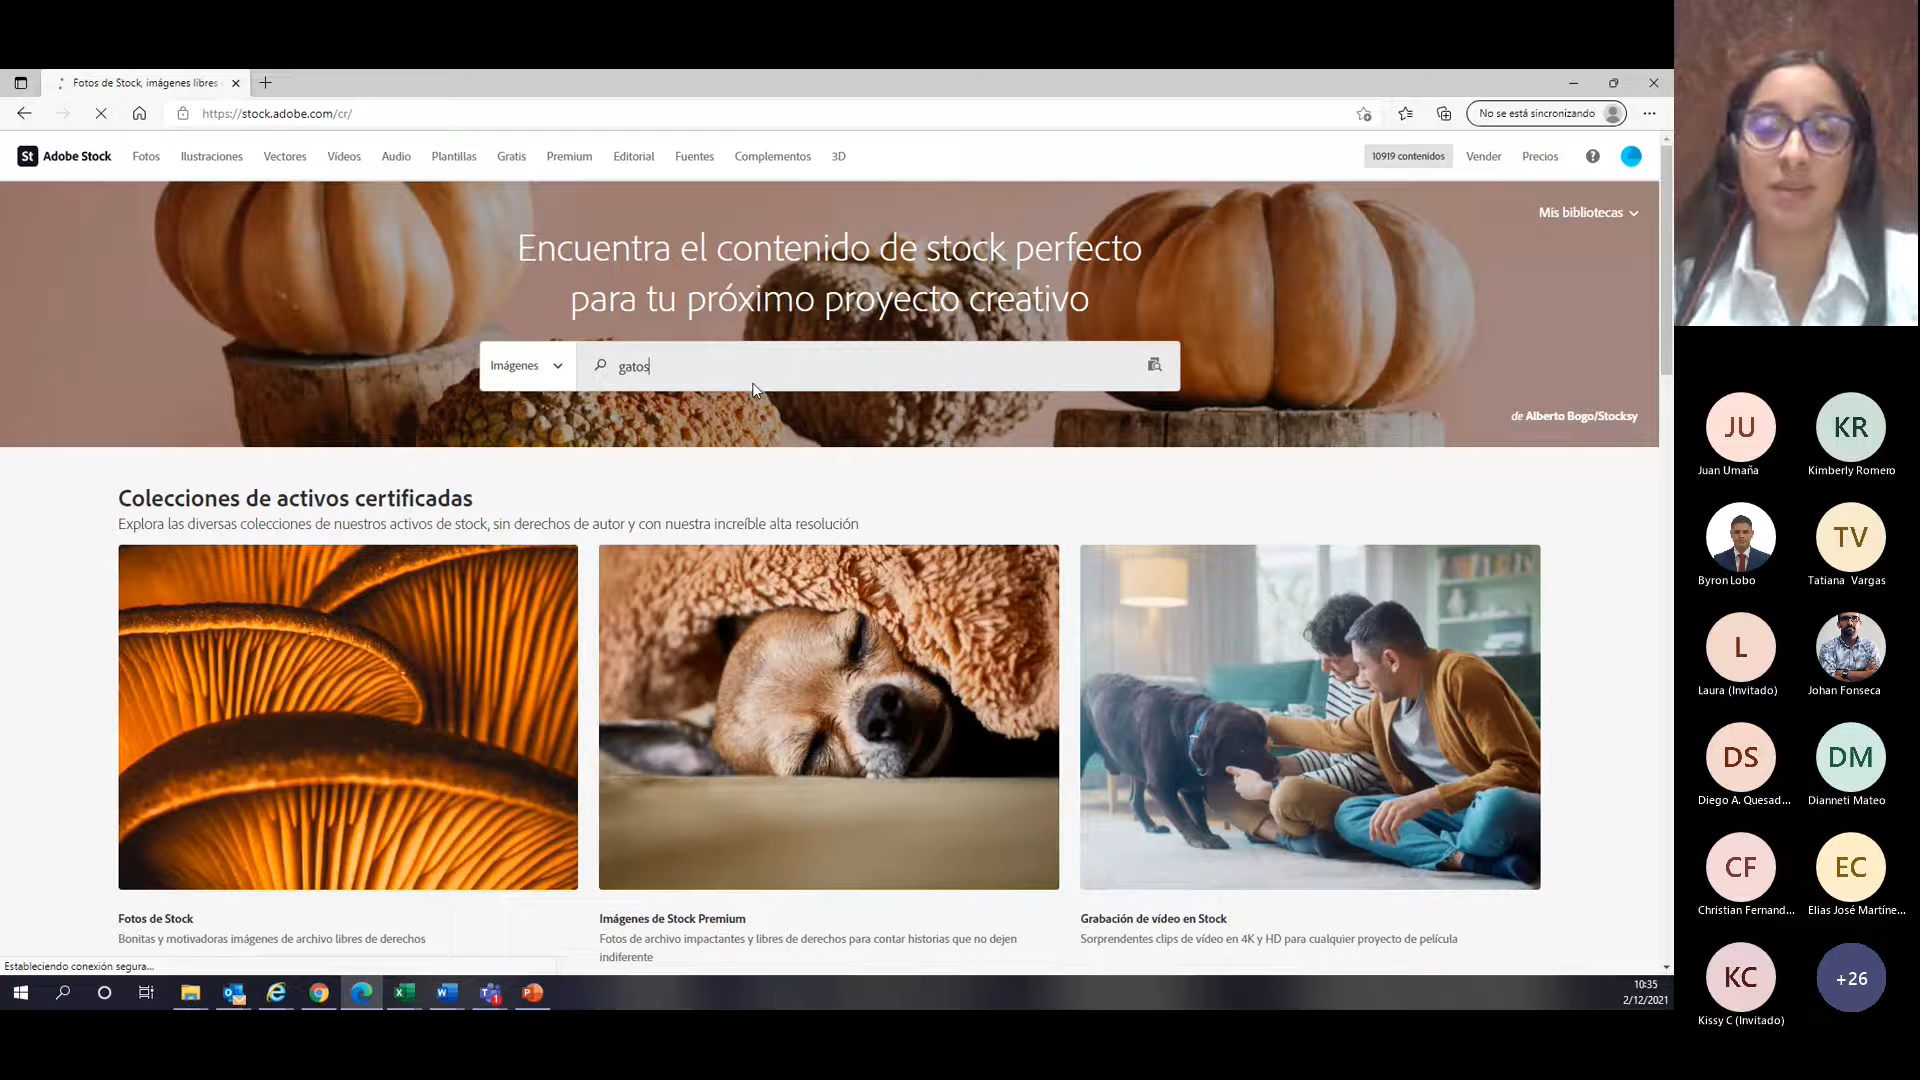 Fotos de Stock, imágenes libres
https://stock.adobe.com/cr/
No se está sincronizando
St Adobe Stock Fotos Ilustraciones Vectores Vídeos Audio Plantillas Gratis Premium Editorial Fuentes Complementos 3D 10919 contenidos Vender Precios
Mis bibliotecas
Encuentra el contenido de stock perfecto
para tu próximo proyecto creativo
Imágenes gatos
de Alberto Bogo/Stocksy
Colecciones de activos certificadas
Explora las diversas colecciones de nuestros activos de stock, sin derechos de autor y con nuestra increíble alta resolución
Fotos de Stock
Bonitas y motivadoras imágenes de archivo libres de derechos
Imágenes de Stock Premium
Fotos de archivo impactantes y libres de derechos para contar historias que no dejen
indiferente
Grabación de vídeo en Stock
Sorprendentes clips de vídeo en 4K y HD para cualquier proyecto de película
Estableciendo conexión segura...
10:35
2/12/2021
JU KR
Juan Umaña Kimberly Romero
TV
Byron Lobo Tatiana Vargas
L
Laura (Invitado) Johan Fonseca
DS DM
Diego A. Quesad... Dianneti Mateo
CF EC
Christian Fernand... Elias José Martíne...
KC +26
Kissy C (Invitado)